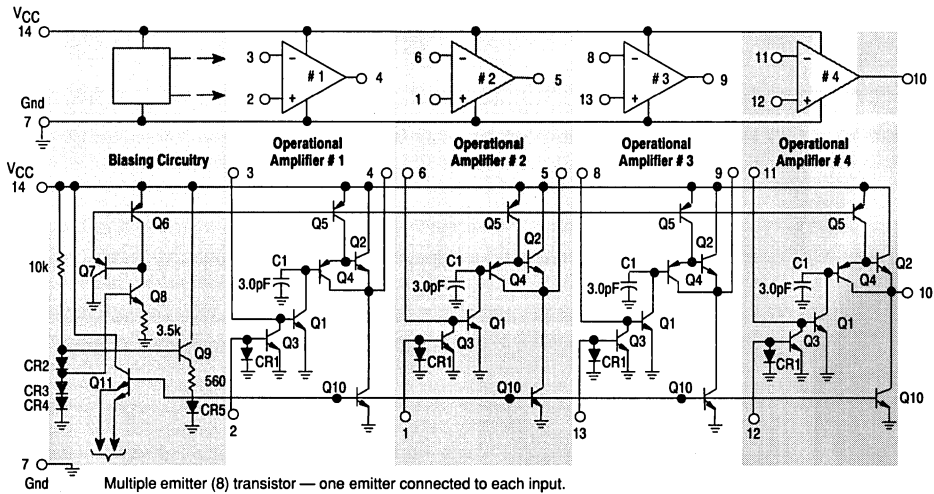 VCC
14
3
−
# 1
4
2
+
6
−
# 2
5
1
+
8
−
# 3
9
13
+
11
−
# 4
10
12
+
Gnd
7
Biasing Circuitry
Operational
Amplifier # 1
Operational
Amplifier # 2
Operational
Amplifier # 3
Operational
Amplifier # 4
VCC
14
3
4
6
5
8
9
11
Q6
Q5
Q5
Q5
Q5
Q2
Q2
Q2
Q2
10k
Q7
C1
3.0pF
Q4
C1
3.0pF
Q4
C1
3.0pF
Q4
C1
3.0pF
Q4
10
Q8
3.5k
Q1
Q1
Q1
Q1
Q3
Q3
Q3
Q3
Q9
CR1
CR1
CR1
CR1
CR2
CR3
CR4
Q11
560
CR5
Q10
Q10
Q10
Q10
2
1
13
12
7
Gnd
Multiple emitter (8) transistor — one emitter connected to each input.